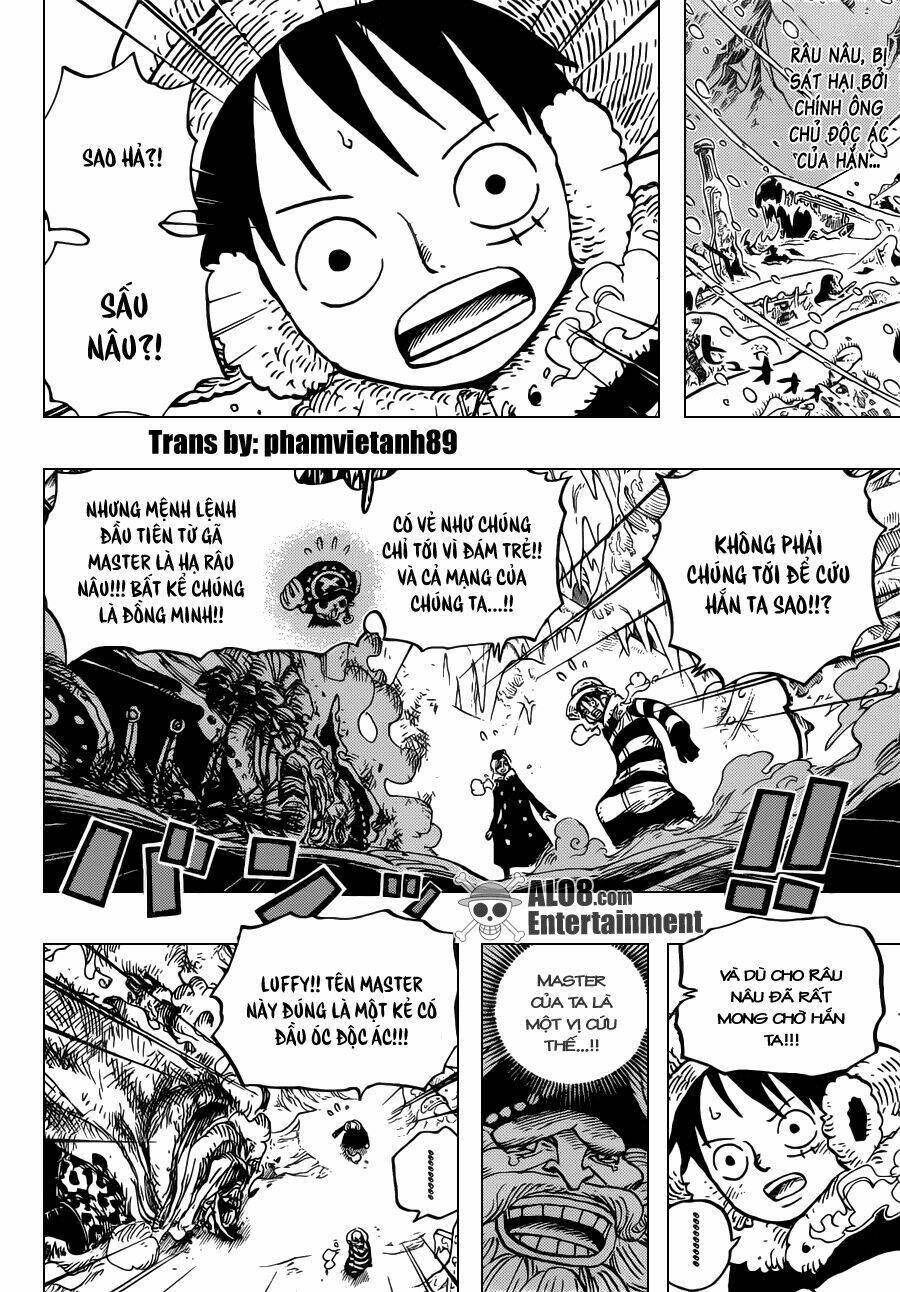 RÂU NÂU, BỊ
SÁT HẠI BỞI
CHÍNH ÔNG
CHỦ ĐỘC ÁC
CỦA HẮN...
SAO HẢ?!
SẤU
NÂU?!
Trans by: phamvietanh89
KHÔNG PHẢI
CHÚNG TỚI ĐỂ CỨU
HẮN TA SAO!!?
CÓ VẺ NHƯ CHÚNG
CHỈ TỚI VÌ ĐÁM TRẺ!!
VÀ CẢ MẠNG CỦA
CHÚNG TA...!!
NHƯNG MỆNH LỆNH
ĐẦU TIÊN TỪ GÃ
MASTER LÀ HẠ RÂU
NÂU!!! BẤT KỂ CHÚNG
LÀ ĐỒNG MINH!!
ALO8.com
Entertainment
VÀ DÙ CHO RÂU
NÂU ĐÃ RẤT
MONG CHỜ HẮN
TA!!!
MASTER
CỦA TA LÀ
MỘT VỊ CỨU
THẾ...!!
LUFFY!! TÊN MASTER
NÀY ĐÚNG LÀ MỘT KẺ CÓ
ĐẦU ÓC ĐỘC ÁC!!!